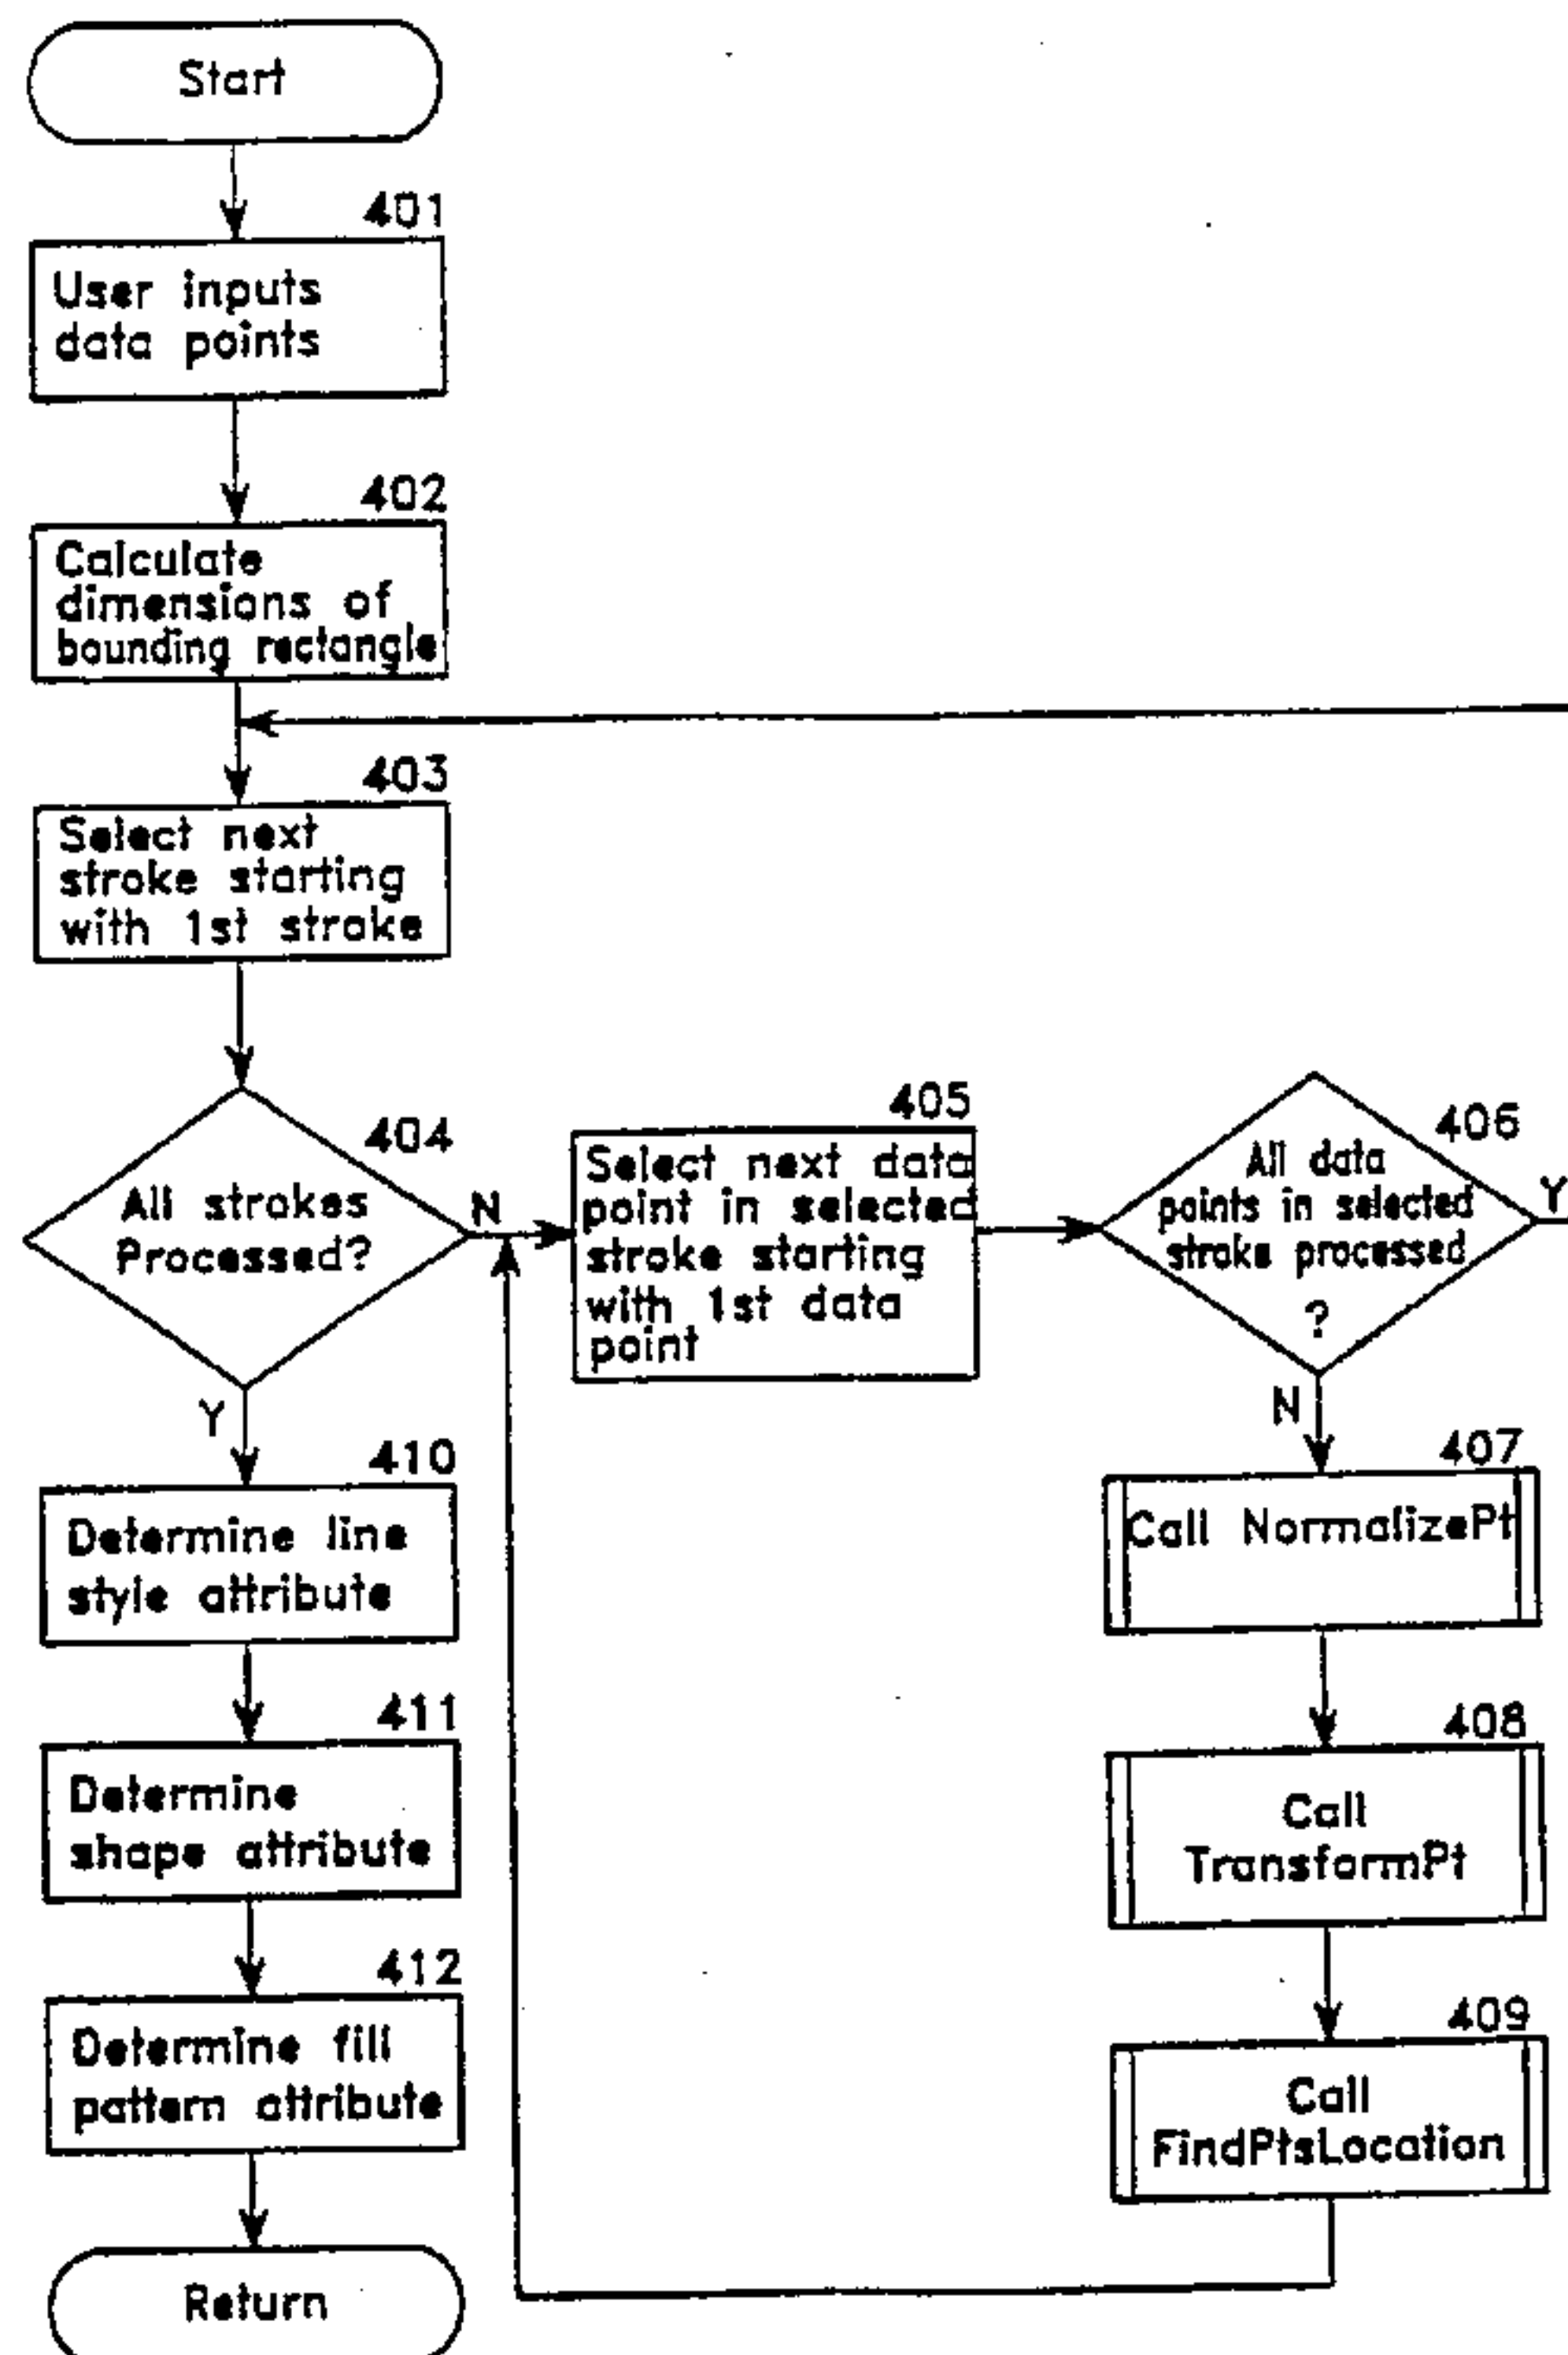 Start
401
User inputs
data points
402
Calculate
dimensions of
bounding rectangle
403
Select next
stroke starting
with 1st stroke
404
All strokes
Processed?
N
Y
405
Select next data
point in selected
stroke starting
with 1st data
point
406
All data
points in selected
stroke processed
?
Y
N
407
Call NormalizePt
408
Call
TransformPt
409
Call
FindPtsLocation
410
Determine line
style attribute
411
Determine
shape attribute
412
Determine fill
pattern attribute
Return